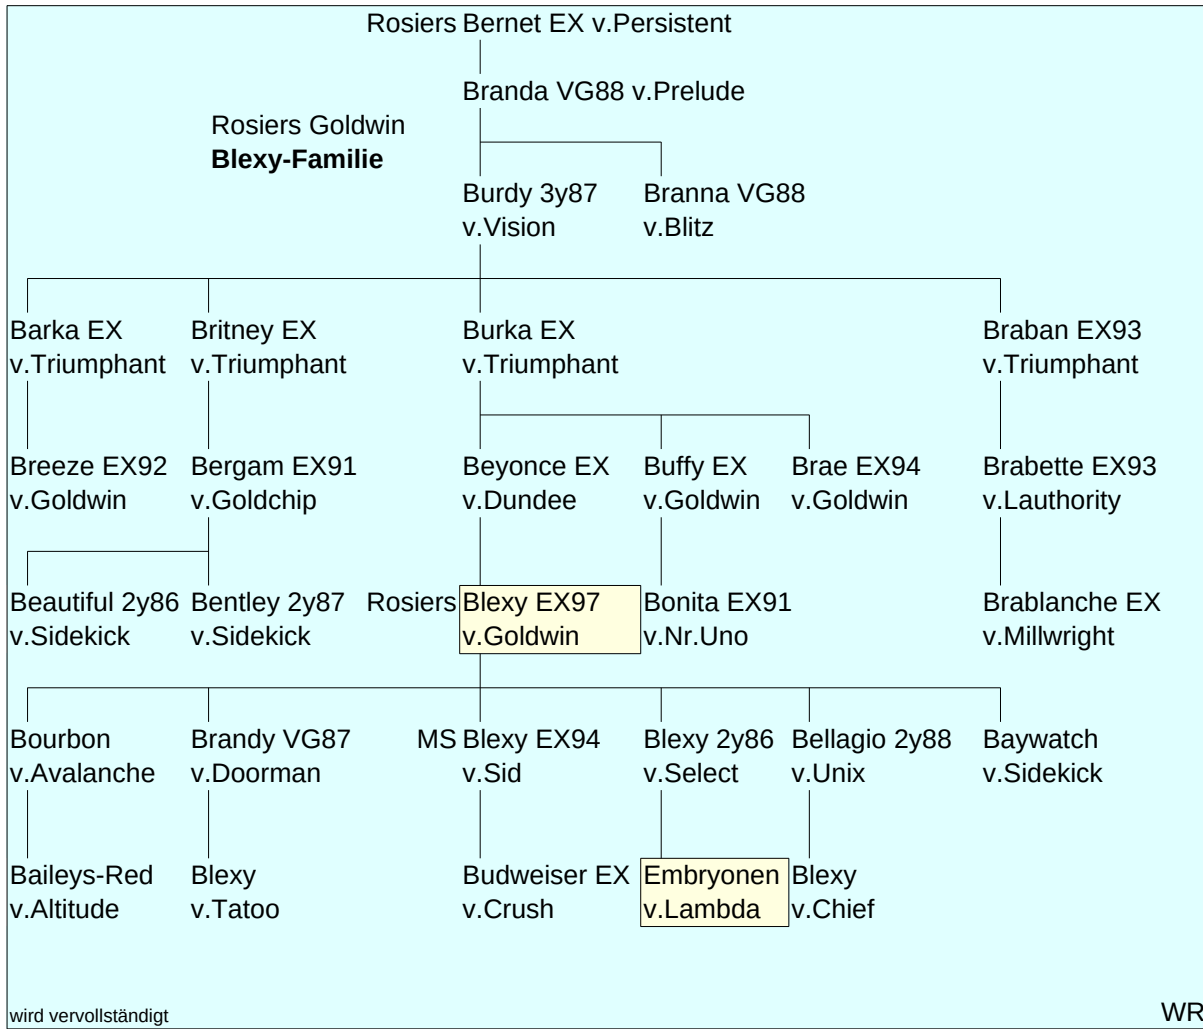 Rosiers Bernet EX v.Persistent
Branda VG88 v.Prelude
Rosiers Goldwin
Blexy-Familie
Burdy 3y87 Branna VG88
v.Vision v.Blitz
Barka EX Britney EX Burka EX Braban EX93
v.Triumphant v.Triumphant v.Triumphant v.Triumphant
Breeze EX92 Bergam EX91 Beyonce EX Buffy EX Brae EX94 Brabette EX93
v.Goldwin v.Goldchip v.Dundee v.Goldwin v.Goldwin v.Lauthority
Beautiful 2y86 Bentley 2y87 Rosiers Blexy EX97 Bonita EX91 Brablanche EX
v.Sidekick v.Sidekick v.Goldwin v.Nr.Uno v.Millwright
Bourbon Brandy VG87 MS Blexy EX94 Blexy 2y86 Bellagio 2y88 Baywatch
v.Avalanche v.Doorman v.Sid v.Select v.Unix v.Sidekick
Baileys-Red Blexy Budweiser EX Embryonen Blexy
v.Altitude v.Tatoo v.Crush v.Lambda v.Chief
wird vervollständigt WR